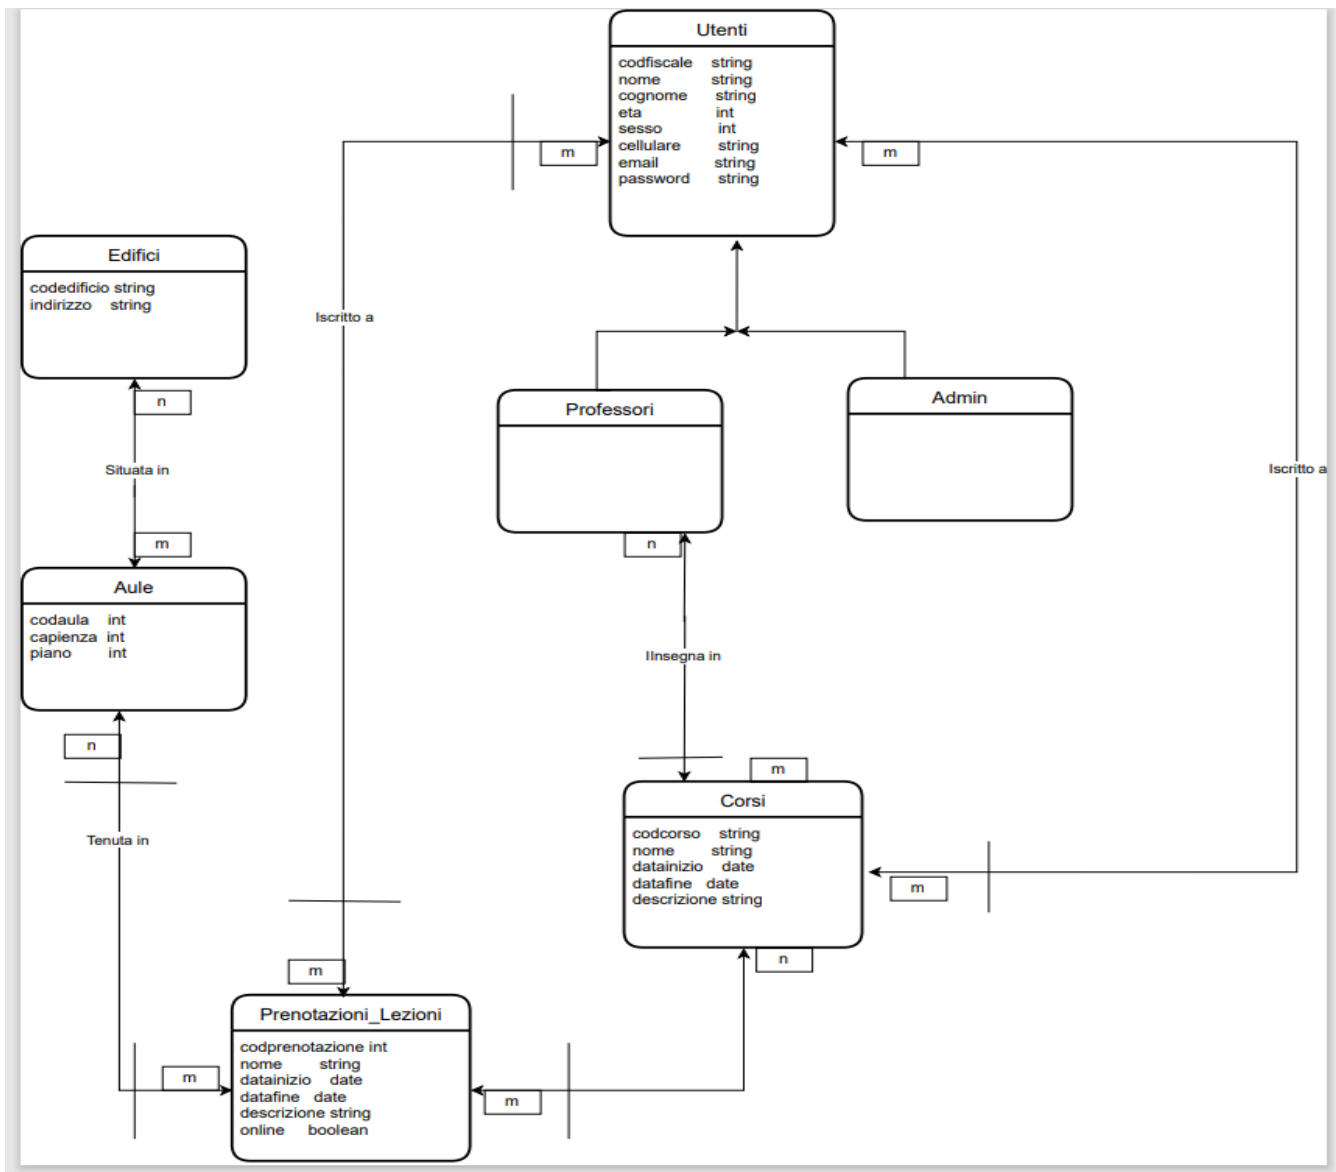 Utenti
codfiscale string
nome string
cognome string
eta int
sesso int
cellulare string
email string
password string
m
m
Edifici
codedificio string
indirizzo string
n
Situata in
m
Iscritto a
Professori
n
Admin
Iscritto a
Aule
codaula int
capienza int
piano int
n
Tenuta in
IInsegna in
m
Corsi
codcorso string
nome string
datainizio date
datafine date
descrizione string
m
n
m
Prenotazioni_Lezioni
codprenotazione int
nome string
datainizio date
datafine date
descrizione string
online boolean
m
m